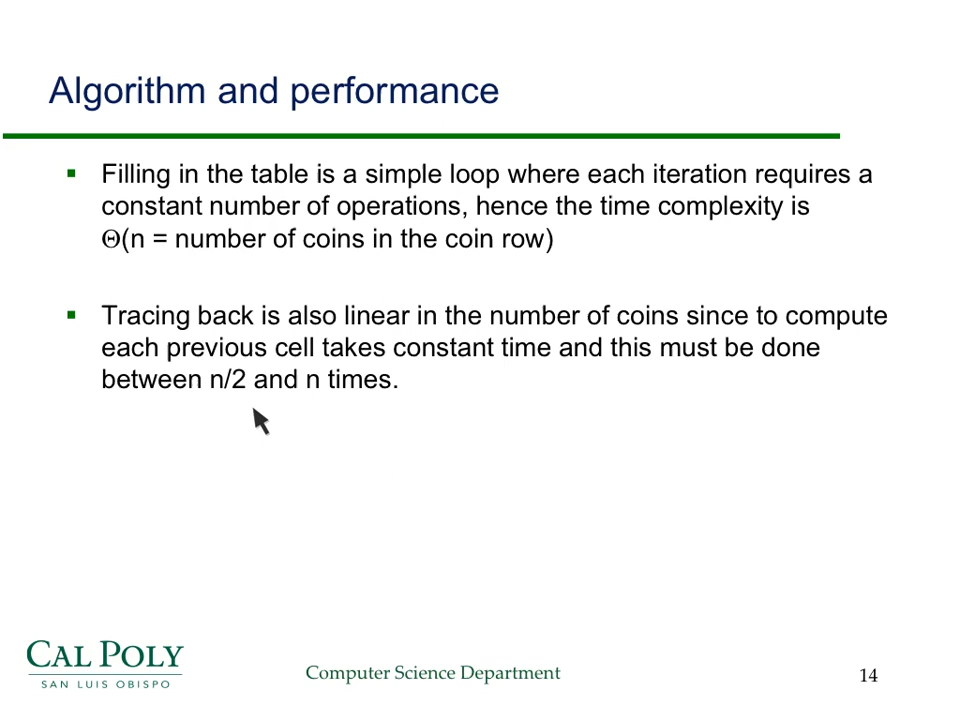 Algorithm and performance
Filling in the table is a simple loop where each iteration requires a
constant number of operations, hence the time complexity is
Θ(n = number of coins in the coin row)
Tracing back is also linear in the number of coins since to compute
each previous cell takes constant time and this must be done
between n/2 and n times.
CAL POLY
SAN LUIS OBISPO
Computer Science Department
14